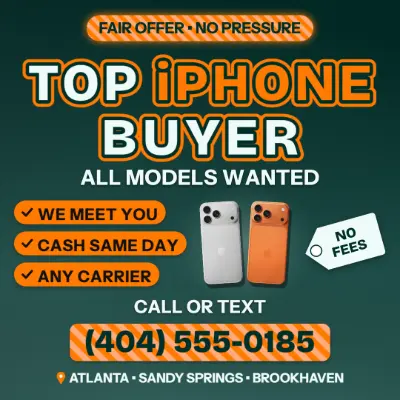 FAIR OFFER • NO PRESSURE
TOP iPHONE
BUYER
ALL MODELS WANTED
WE MEET YOU
CASH SAME DAY
ANY CARRIER
NO
FEES
CALL OR TEXT
(404) 555-0185
ATLANTA • SANDY SPRINGS • BROOKHAVEN